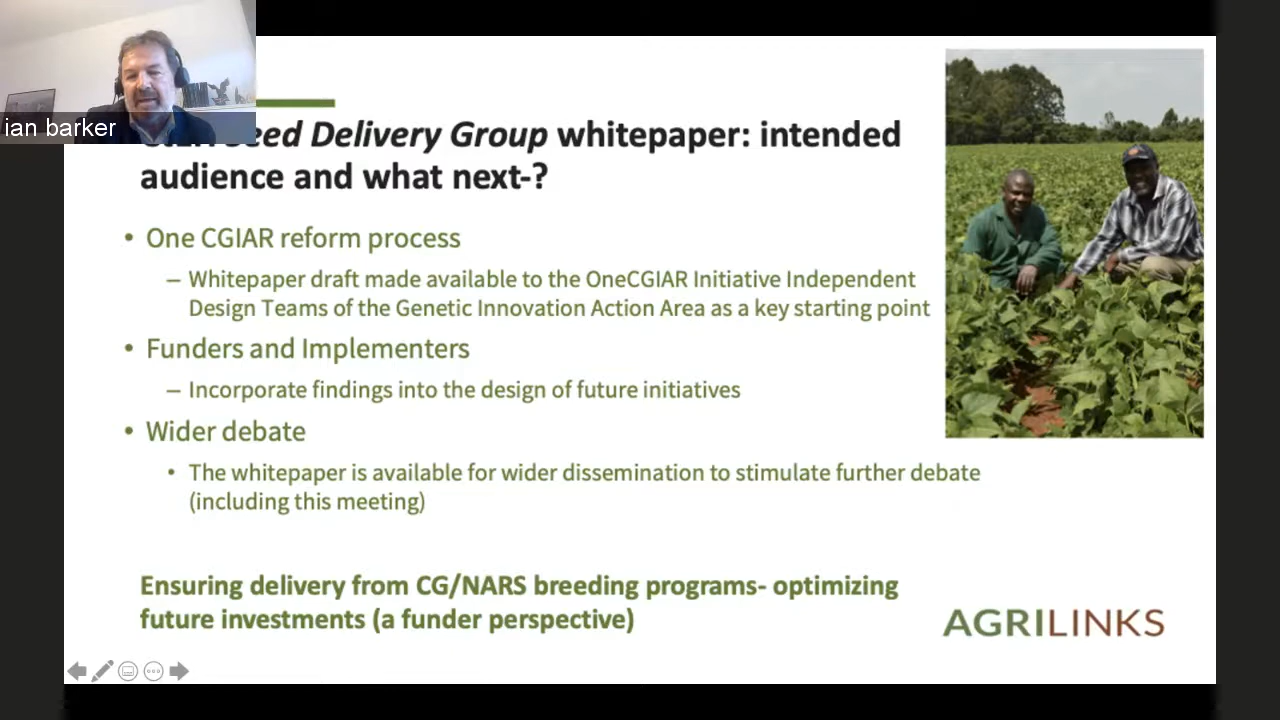 ian barker
Seed Delivery Group whitepaper: intended
audience and what next-?
• One CGIAR reform process
– Whitepaper draft made available to the OneCGIAR Initiative Independent
Design Teams of the Genetic Innovation Action Area as a key starting point
• Funders and Implementers
– Incorporate findings into the design of future initiatives
• Wider debate
• The whitepaper is available for wider dissemination to stimulate further debate
(including this meeting)
Ensuring delivery from CG/NARS breeding programs- optimizing
future investments (a funder perspective)
AGRILINKS